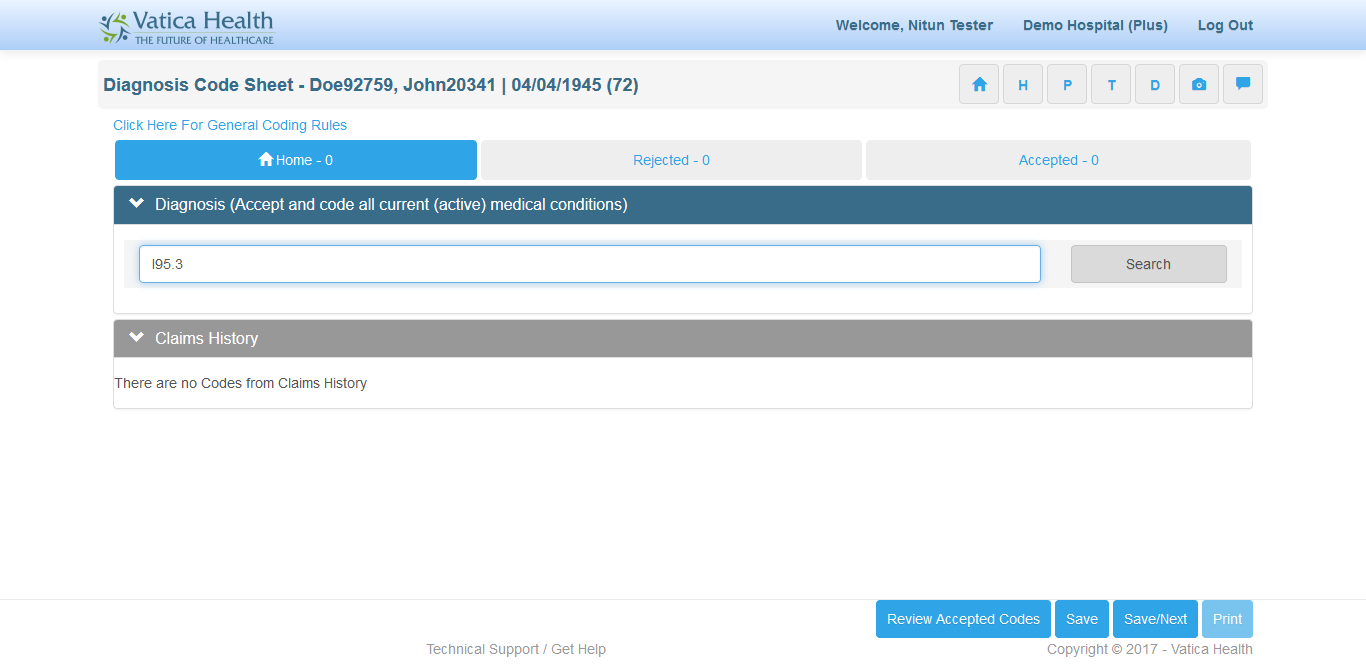 Vatica Health
THE FUTURE OF HEALTHCARE
Welcome, Nitun Tester
Demo Hospital (Plus)
Log Out
Diagnosis Code Sheet - Doe92759, John20341 | 04/04/1945 (72)
H
P
T
D
Click Here For General Coding Rules
Home - 0
Rejected - 0
Accepted - 0
Diagnosis (Accept and code all current (active) medical conditions)
I95.3
Search
Claims History
There are no Codes from Claims History
Review Accepted Codes
Save
Save/Next
Print
Technical Support / Get Help
Copyright © 2017 - Vatica Health